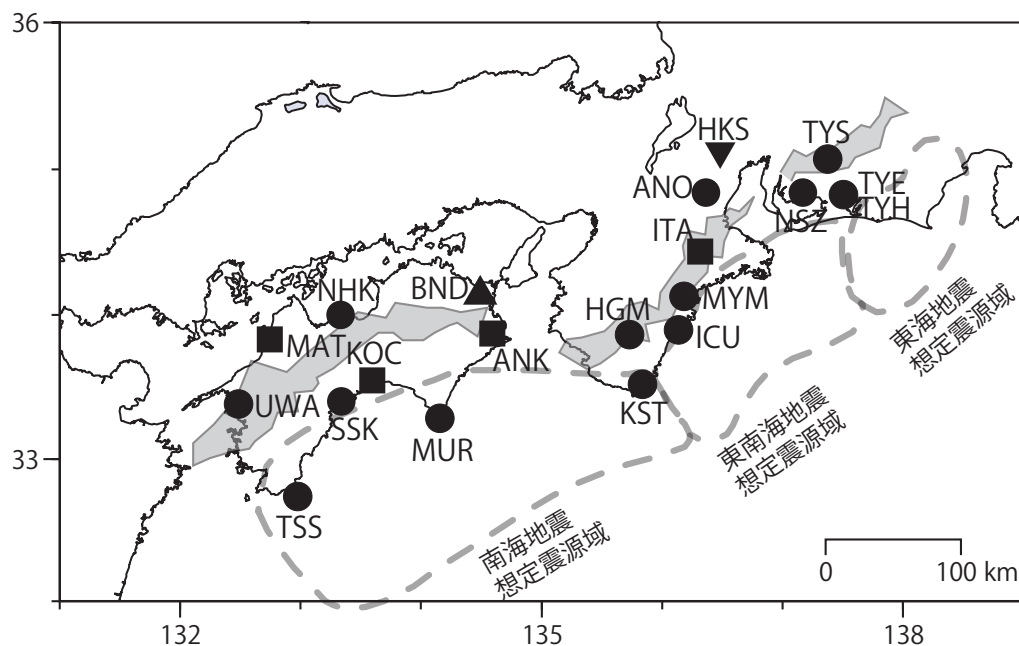 36
HKS
TYS
ANO
TYE
NSZ
TYH
ITA
NHK
BND
HGM
MYM
MAT
KOC
ANK
ICU
UWA
SSK
KST
MUR
33
TSS
東海地震
想定震源域
東南海地震
想定震源域
南海地震
想定震源域
0
100 km
132
135
138